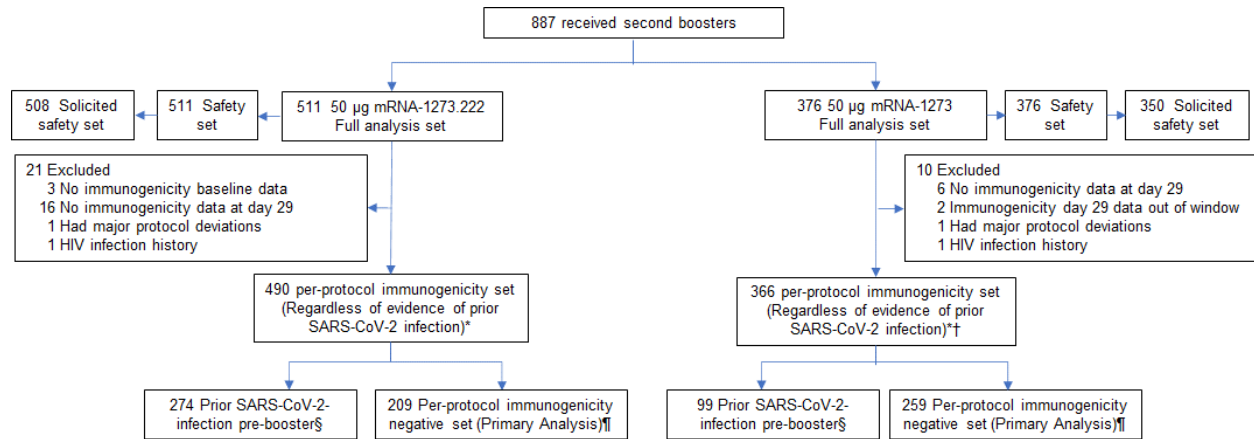 887 received second boosters
508 Solicited
safety set
511 Safety
set
511 50 µg mRNA-1273.222
Full analysis set
376 50 µg mRNA-1273
Full analysis set
376 Safety
set
350 Solicited
safety set
21 Excluded
3 No immunogenicity baseline data
16 No immunogenicity data at day 29
1 Had major protocol deviations
1 HIV infection history
10 Excluded
6 No immunogenicity data at day 29
2 Immunogenicity day 29 data out of window
1 Had major protocol deviations
1 HIV infection history
490 per-protocol immunogenicity set
(Regardless of evidence of prior
SARS-CoV-2 infection)*
366 per-protocol immunogenicity set
(Regardless of evidence of prior
SARS-CoV-2 infection)*†
274 Prior SARS-CoV-2-
infection pre-booster§
209 Per-protocol immunogenicity
negative set (Primary Analysis)¶
99 Prior SARS-CoV-2-
infection pre-booster§
259 Per-protocol immunogenicity
negative set (Primary Analysis)¶